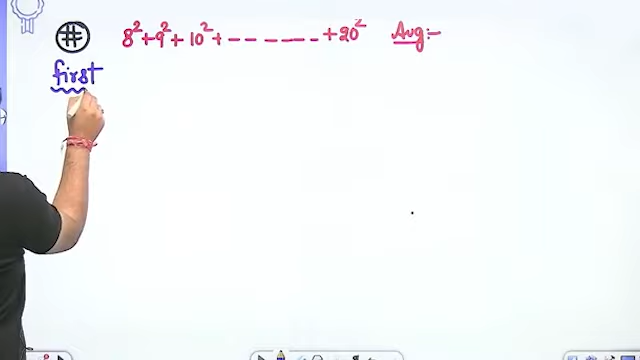 # 8²+9²+10²+-------+20² Avg:-
first